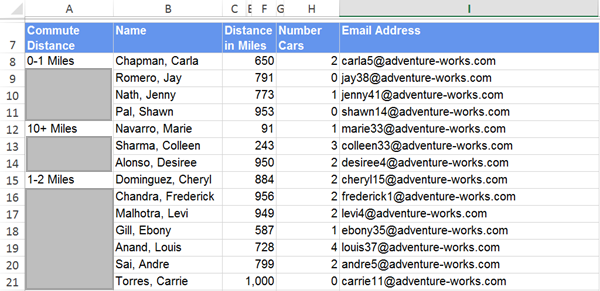 A B C E F G H I
7 Commute Distance Name Distance in Miles Number Cars Email Address
8 0-1 Miles Chapman, Carla 650 2 carla5@adventure-works.com
9 Romero, Jay 791 0 jay38@adventure-works.com
10 Nath, Jenny 773 1 jenny41@adventure-works.com
11 Pal, Shawn 953 0 shawn14@adventure-works.com
12 10+ Miles Navarro, Marie 91 1 marie33@adventure-works.com
13 Sharma, Colleen 243 3 colleen33@adventure-works.com
14 Alonso, Desiree 950 2 desiree4@adventure-works.com
15 1-2 Miles Dominguez, Cheryl 884 2 cheryl15@adventure-works.com
16 Chandra, Frederick 956 2 frederick1@adventure-works.com
17 Malhotra, Levi 949 2 levi4@adventure-works.com
18 Gill, Ebony 587 1 ebony35@adventure-works.com
19 Anand, Louis 728 4 louis37@adventure-works.com
20 Sai, Andre 799 2 andre5@adventure-works.com
21 Torres, Carrie 1,000 0 carrie11@adventure-works.com